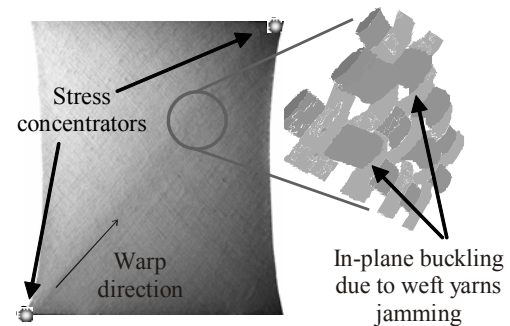 Stress
concentrators
Warp
direction
In-plane buckling
due to weft yarns
jamming